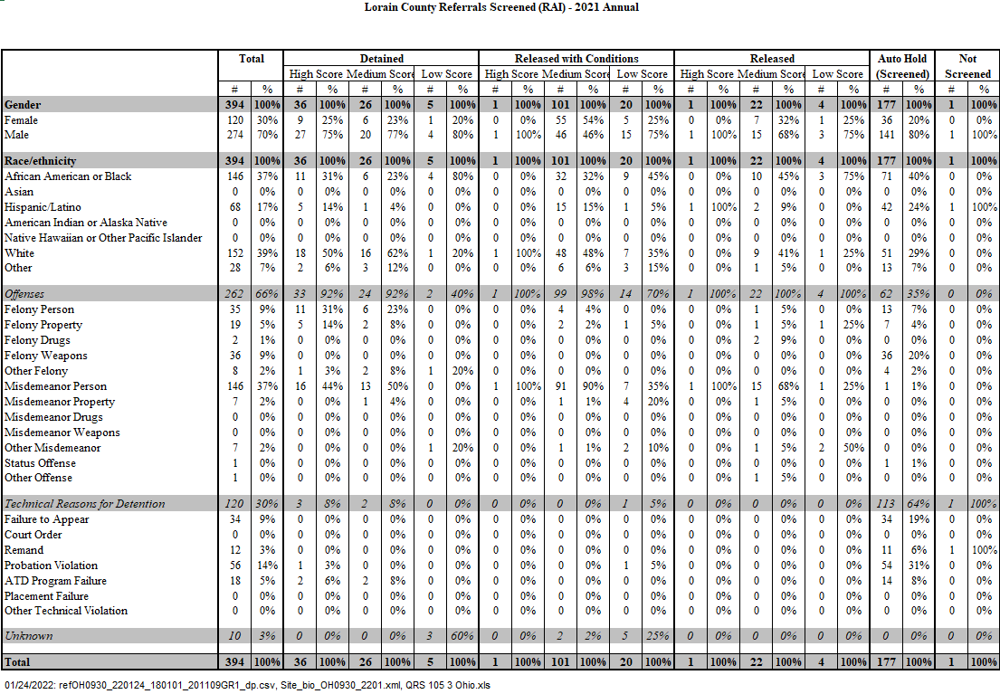 Lorain County Referrals Screened (RAI) - 2021 Annual
Total Detained Released with Conditions Released Auto Hold Not
High Score Medium Score Low Score High Score Medium Score Low Score High Score Medium Score Low Score (Screened) Screened
# % # % # % # % # % # % # % # % # % # % # % # %
Gender 394 100% 36 100% 26 100% 5 100% 1 100% 101 100% 20 100% 1 100% 22 100% 4 100% 177 100% 1 100%
Female 120 30% 9 25% 6 23% 1 20% 0 0% 55 54% 5 25% 0 0% 7 32% 1 25% 36 20% 0 0%
Male 274 70% 27 75% 20 77% 4 80% 1 100% 46 46% 15 75% 1 100% 15 68% 3 75% 141 80% 1 100%
Race/ethnicity 394 100% 36 100% 26 100% 5 100% 1 100% 101 100% 20 100% 1 100% 22 100% 4 100% 177 100% 1 100%
African American or Black 146 37% 11 31% 6 23% 4 80% 0 0% 32 32% 9 45% 0 0% 10 45% 3 75% 71 40% 0 0%
Asian 0 0% 0 0% 0 0% 0 0% 0 0% 0 0% 0 0% 0 0% 0 0% 0 0% 0 0% 0 0%
Hispanic/Latino 68 17% 5 14% 1 4% 0 0% 0 0% 15 15% 1 5% 1 100% 2 9% 0 0% 42 24% 1 100%
American Indian or Alaska Native 0 0% 0 0% 0 0% 0 0% 0 0% 0 0% 0 0% 0 0% 0 0% 0 0% 0 0% 0 0%
Native Hawaiian or Other Pacific Islander 0 0% 0 0% 0 0% 0 0% 0 0% 0 0% 0 0% 0 0% 0 0% 0 0% 0 0% 0 0%
White 152 39% 18 50% 16 62% 1 20% 1 100% 48 48% 7 35% 0 0% 9 41% 1 25% 51 29% 0 0%
Other 28 7% 2 6% 3 12% 0 0% 0 0% 6 6% 3 15% 0 0% 1 5% 0 0% 13 7% 0 0%
Offenses 262 66% 33 92% 24 92% 2 40% 1 100% 99 98% 14 70% 1 100% 22 100% 4 100% 62 35% 0 0%
Felony Person 35 9% 11 31% 6 23% 0 0% 0 0% 4 4% 0 0% 0 0% 1 5% 0 0% 13 7% 0 0%
Felony Property 19 5% 5 14% 2 8% 0 0% 0 0% 2 2% 1 5% 0 0% 1 5% 1 25% 7 4% 0 0%
Felony Drugs 2 1% 0 0% 0 0% 0 0% 0 0% 0 0% 0 0% 0 0% 2 9% 0 0% 0 0% 0 0%
Felony Weapons 36 9% 0 0% 0 0% 0 0% 0 0% 0 0% 0 0% 0 0% 0 0% 0 0% 36 20% 0 0%
Other Felony 8 2% 1 3% 2 8% 1 20% 0 0% 0 0% 0 0% 0 0% 0 0% 0 0% 4 2% 0 0%
Misdemeanor Person 146 37% 16 44% 13 50% 0 0% 1 100% 91 90% 7 35% 1 100% 15 68% 1 25% 1 1% 0 0%
Misdemeanor Property 7 2% 0 0% 1 4% 0 0% 0 0% 1 1% 4 20% 0 0% 1 5% 0 0% 0 0% 0 0%
Misdemeanor Drugs 0 0% 0 0% 0 0% 0 0% 0 0% 0 0% 0 0% 0 0% 0 0% 0 0% 0 0% 0 0%
Misdemeanor Weapons 0 0% 0 0% 0 0% 0 0% 0 0% 0 0% 0 0% 0 0% 0 0% 0 0% 0 0% 0 0%
Other Misdemeanor 7 2% 0 0% 0 0% 1 20% 0 0% 1 1% 2 10% 0 0% 1 5% 2 50% 0 0% 0 0%
Status Offense 1 0% 0 0% 0 0% 0 0% 0 0% 0 0% 0 0% 0 0% 0 0% 0 0% 1 1% 0 0%
Other Offense 1 0% 0 0% 0 0% 0 0% 0 0% 0 0% 0 0% 0 0% 1 5% 0 0% 0 0% 0 0%
Technical Reasons for Detention 120 30% 3 8% 2 8% 0 0% 0 0% 0 0% 1 5% 0 0% 0 0% 0 0% 113 64% 1 100%
Failure to Appear 34 9% 0 0% 0 0% 0 0% 0 0% 0 0% 0 0% 0 0% 0 0% 0 0% 34 19% 0 0%
Court Order 0 0% 0 0% 0 0% 0 0% 0 0% 0 0% 0 0% 0 0% 0 0% 0 0% 0 0% 0 0%
Remand 12 3% 0 0% 0 0% 0 0% 0 0% 0 0% 0 0% 0 0% 0 0% 0 0% 11 6% 1 100%
Probation Violation 56 14% 1 3% 0 0% 0 0% 0 0% 0 0% 1 5% 0 0% 0 0% 0 0% 54 31% 0 0%
ATD Program Failure 18 5% 2 6% 2 8% 0 0% 0 0% 0 0% 0 0% 0 0% 0 0% 0 0% 14 8% 0 0%
Placement Failure 0 0% 0 0% 0 0% 0 0% 0 0% 0 0% 0 0% 0 0% 0 0% 0 0% 0 0% 0 0%
Other Technical Violation 0 0% 0 0% 0 0% 0 0% 0 0% 0 0% 0 0% 0 0% 0 0% 0 0% 0 0% 0 0%
Unknown 10 3% 0 0% 0 0% 3 60% 0 0% 2 2% 5 25% 0 0% 0 0% 0 0% 0 0% 0 0%
Total 394 100% 36 100% 26 100% 5 100% 1 100% 101 100% 20 100% 1 100% 22 100% 4 100% 177 100% 1 100%
01/24/2022: refOH0930_220124_180101_201109GR1_dp.csv, Site_bio_OH0930_2201.xml, QRS 105 3 Ohio.xls